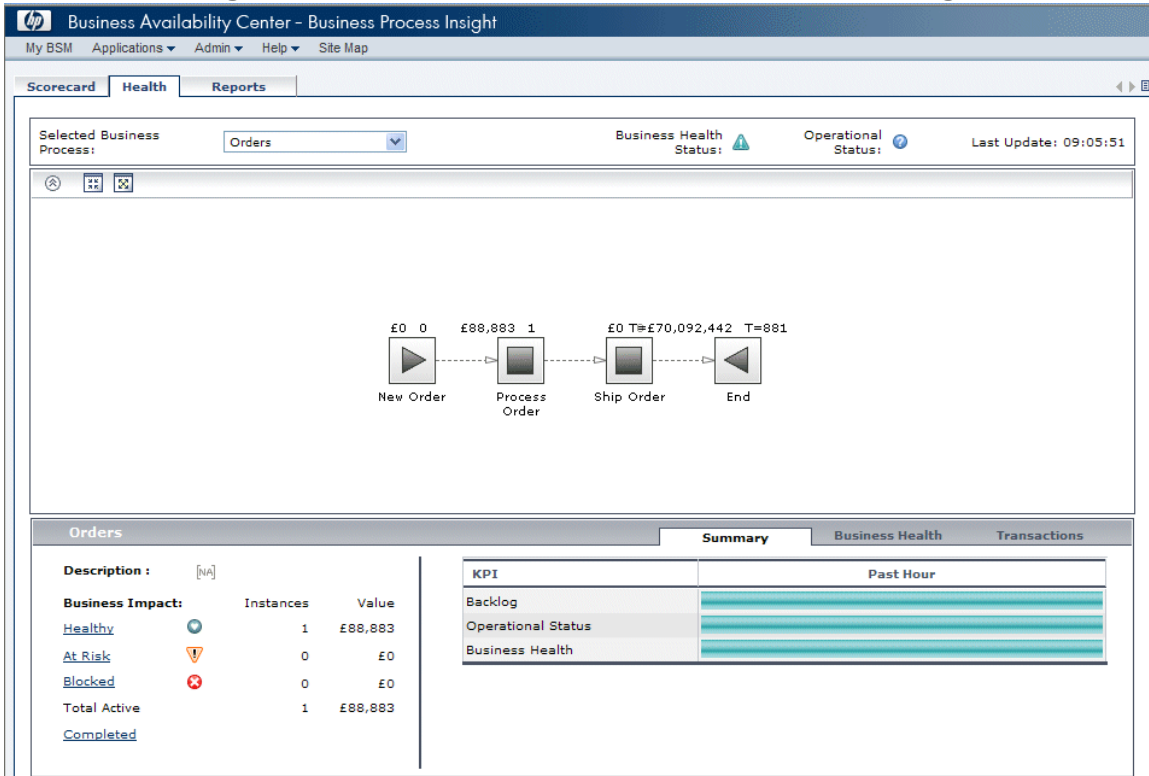 hp Business Availability Center - Business Process Insight
My BSM Applications Admin Help Site Map
Scorecard Health Reports
Selected Business Process: Orders Business Health Status: Operational Status: Last Update: 09:05:51
£0 0 £88,883 1 £0 T=£70,092,442 T=881
New Order Process Order Ship Order End
Orders Summary Business Health Transactions
Description : [NA]
KPI Past Hour
Business Impact: Instances Value
Backlog
Healthy 1 £88,883
Operational Status
At Risk 0 £0
Business Health
Blocked 0 £0
Total Active 1 £88,883
Completed